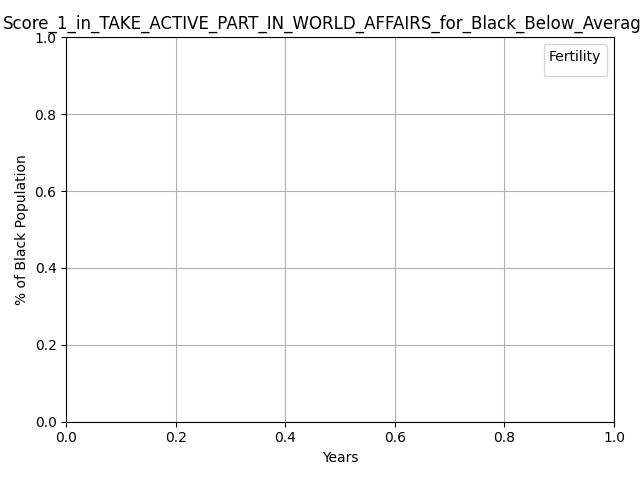 Score_1_in_TAKE_ACTIVE_PART_IN_WORLD_AFFAIRS_for_Black_Below_Averag
Fertility
1.0
0.8
0.6
0.4
0.2
0.0
% of Black Population
0.0 0.2 0.4 0.6 0.8 1.0
Years